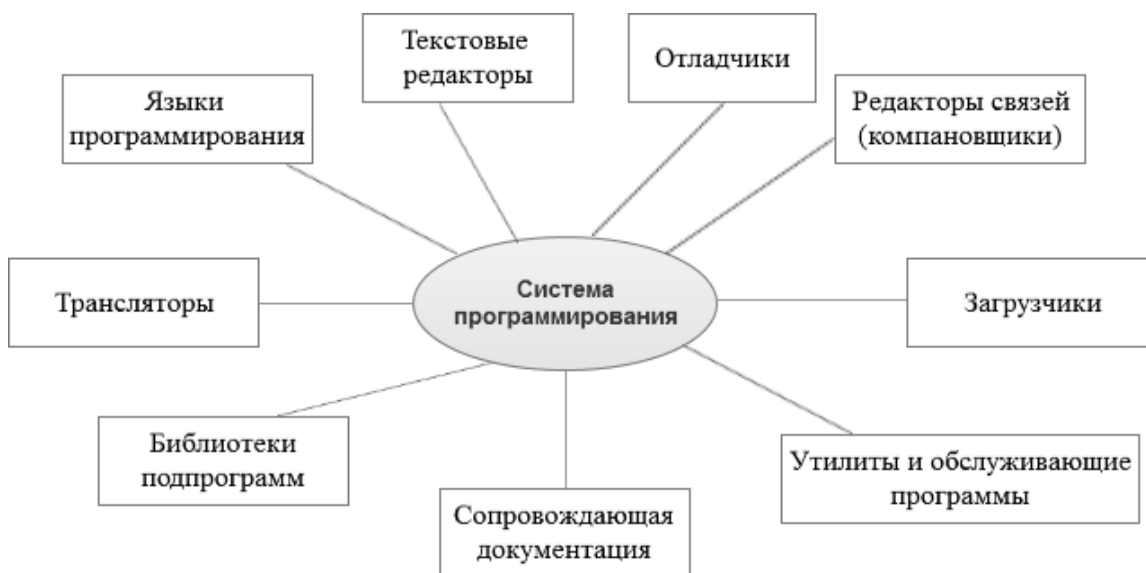 Текстовые
редакторы
Отладчики
Языки
программирования
Редакторы связей
(компановщики)
Трансляторы
Система
программирования
Загрузчики
Библиотеки
подпрограмм
Утилиты и обслуживающие
программы
Сопровождающая
документация